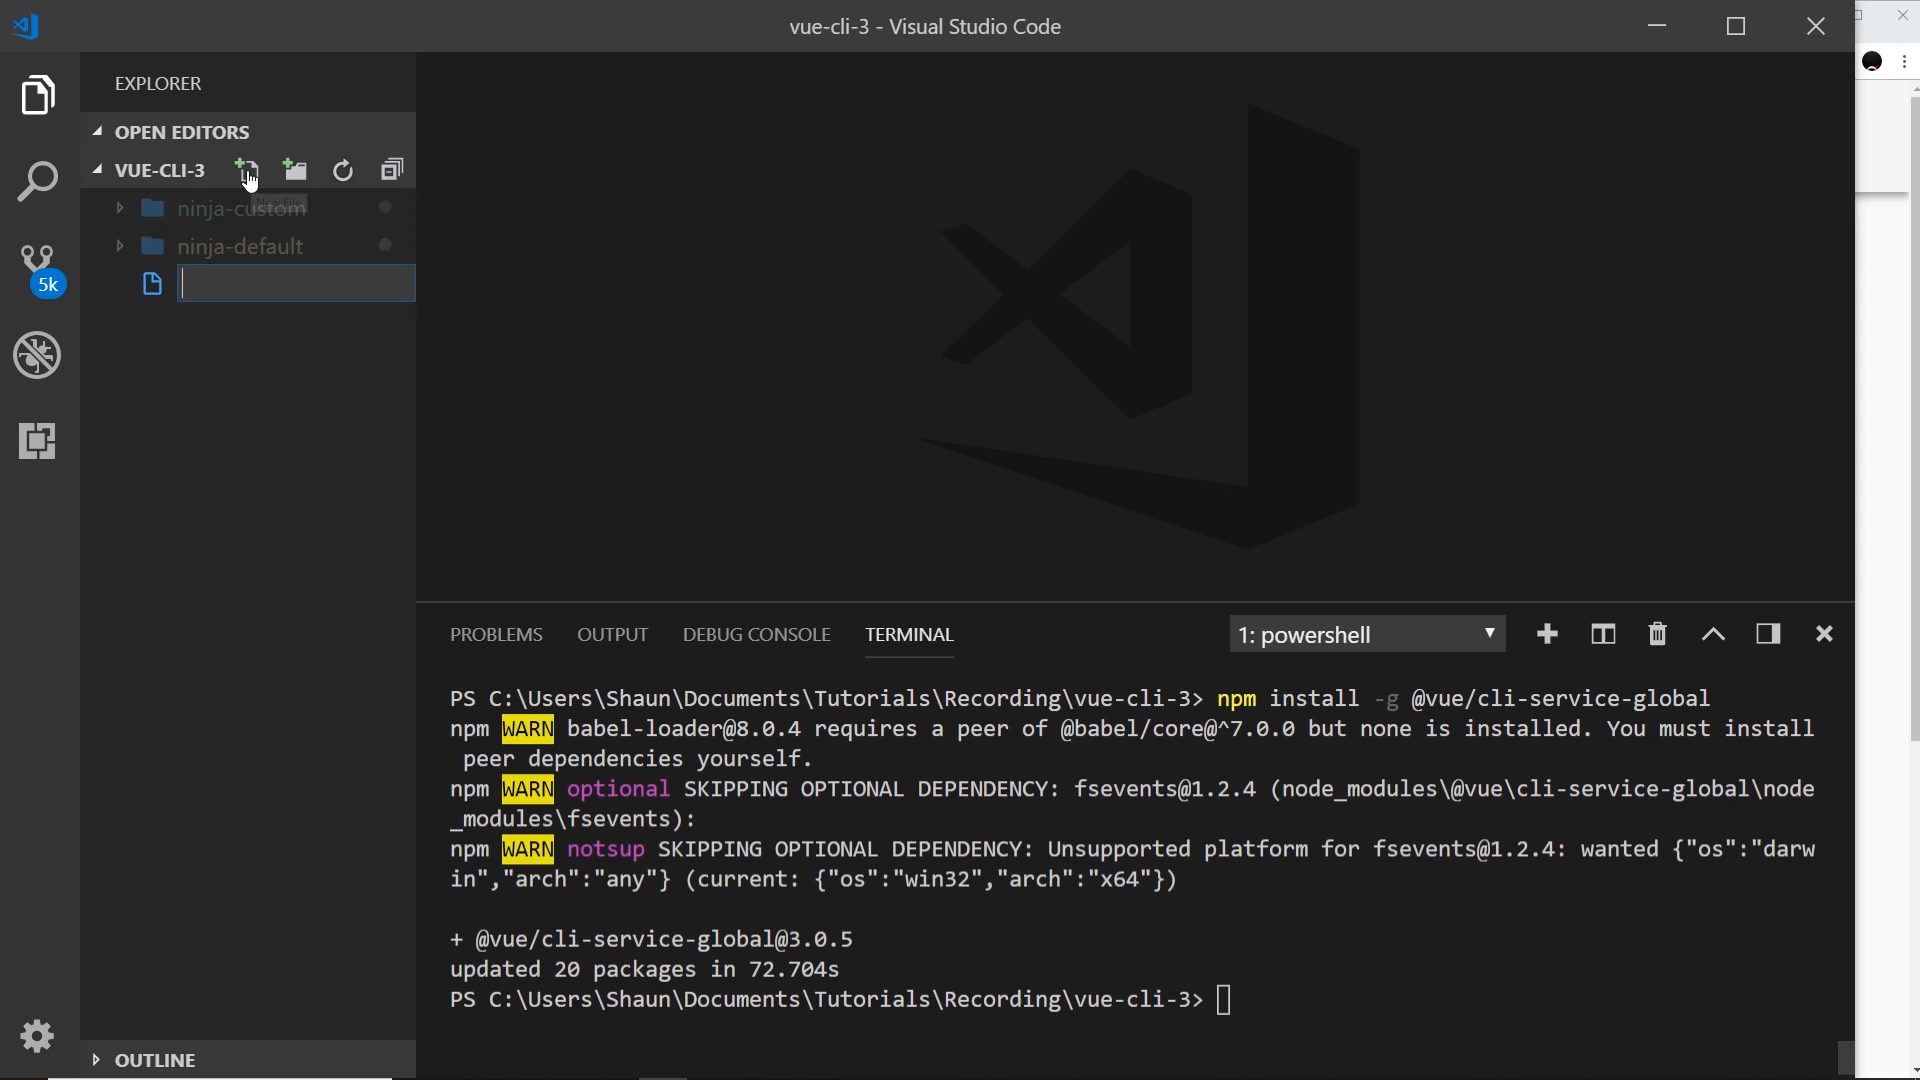 vue-cli-3 - Visual Studio Code
EXPLORER
OPEN EDITORS
VUE-CLI-3
New File
ninja-custom
ninja-default
5k
PROBLEMS OUTPUT DEBUG CONSOLE TERMINAL 1: powershell
PS C:\Users\Shaun\Documents\Tutorials\Recording\vue-cli-3> npm install -g @vue/cli-service-global
npm WARN babel-loader@8.0.4 requires a peer of @babel/core@^7.0.0 but none is installed. You must install
peer dependencies yourself.
npm WARN optional SKIPPING OPTIONAL DEPENDENCY: fsevents@1.2.4 (node_modules\@vue\cli-service-global\node
_modules\fsevents):
npm WARN notsup SKIPPING OPTIONAL DEPENDENCY: Unsupported platform for fsevents@1.2.4: wanted {"os":"darw
in","arch":"any"} (current: {"os":"win32","arch":"x64"})
+ @vue/cli-service-global@3.0.5
updated 20 packages in 72.704s
PS C:\Users\Shaun\Documents\Tutorials\Recording\vue-cli-3>
OUTLINE